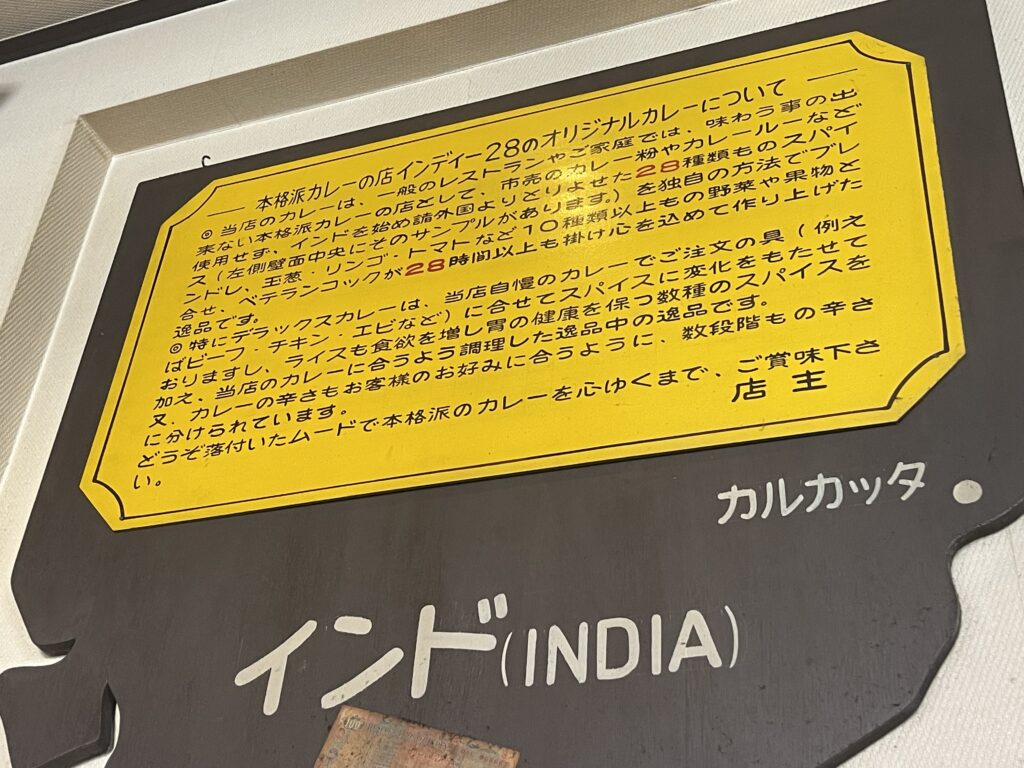 ── 本格派カレーの店インディー28のオリジナルカレーについて ──
◎当店のカレーは、一般のレストランやご家庭では、味わう事の出
来ない本格派カレーの店として、市売のカレー粉やカレールーなど
使用せず、インドを始め諸外国よりとりよせた28種類ものスパイ
ス(左側壁面中央にそのサンプルがあります。)を独自の方法でブレ
ンドし、玉葱・リンゴ・トマトなど10種類以上もの野菜や果物と
合せ、ベテランコックが28時間以上も掛け心を込めて作り上げた
逸品です。
◎特にデラックスカレーは、当店自慢のカレーでご注文の具(例え
ばビーフ・チキン・エビなど)に合せてスパイスに変化をもたせて
おりますし、ライスも食欲を増し胃の健康を保つ数種のスパイスを
加え、当店のカレーに合うよう調理した逸品中の逸品です。
又、カレーの辛さもお客様のお好みに合うように、数段階もの辛さ
に分けられています。
どうぞ落付いたムードで本格派のカレーを心ゆくまで、ご賞味下さ
い。
店主
カルカッタ
インド(INDIA)